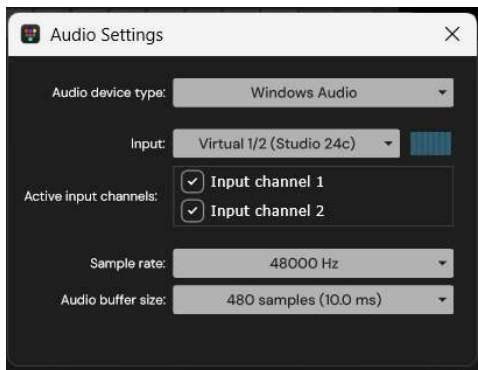 Audio Settings
Audio device type: Windows Audio
Input: Virtual 1/2 (Studio 24c)
Active input channels:
Input channel 1
Input channel 2
Sample rate: 48000 Hz
Audio buffer size: 480 samples (10.0 ms)